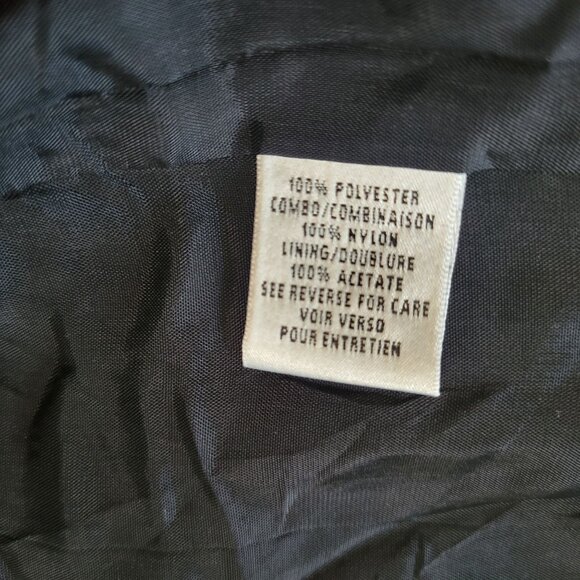 100% POLYESTER
COMBO/COMBINAISON
100% NYLON
LINING/DOUBLURE
100% ACETATE
SEE REVERSE FOR CARE
VOIR VERSO
POUR ENTRETIEN